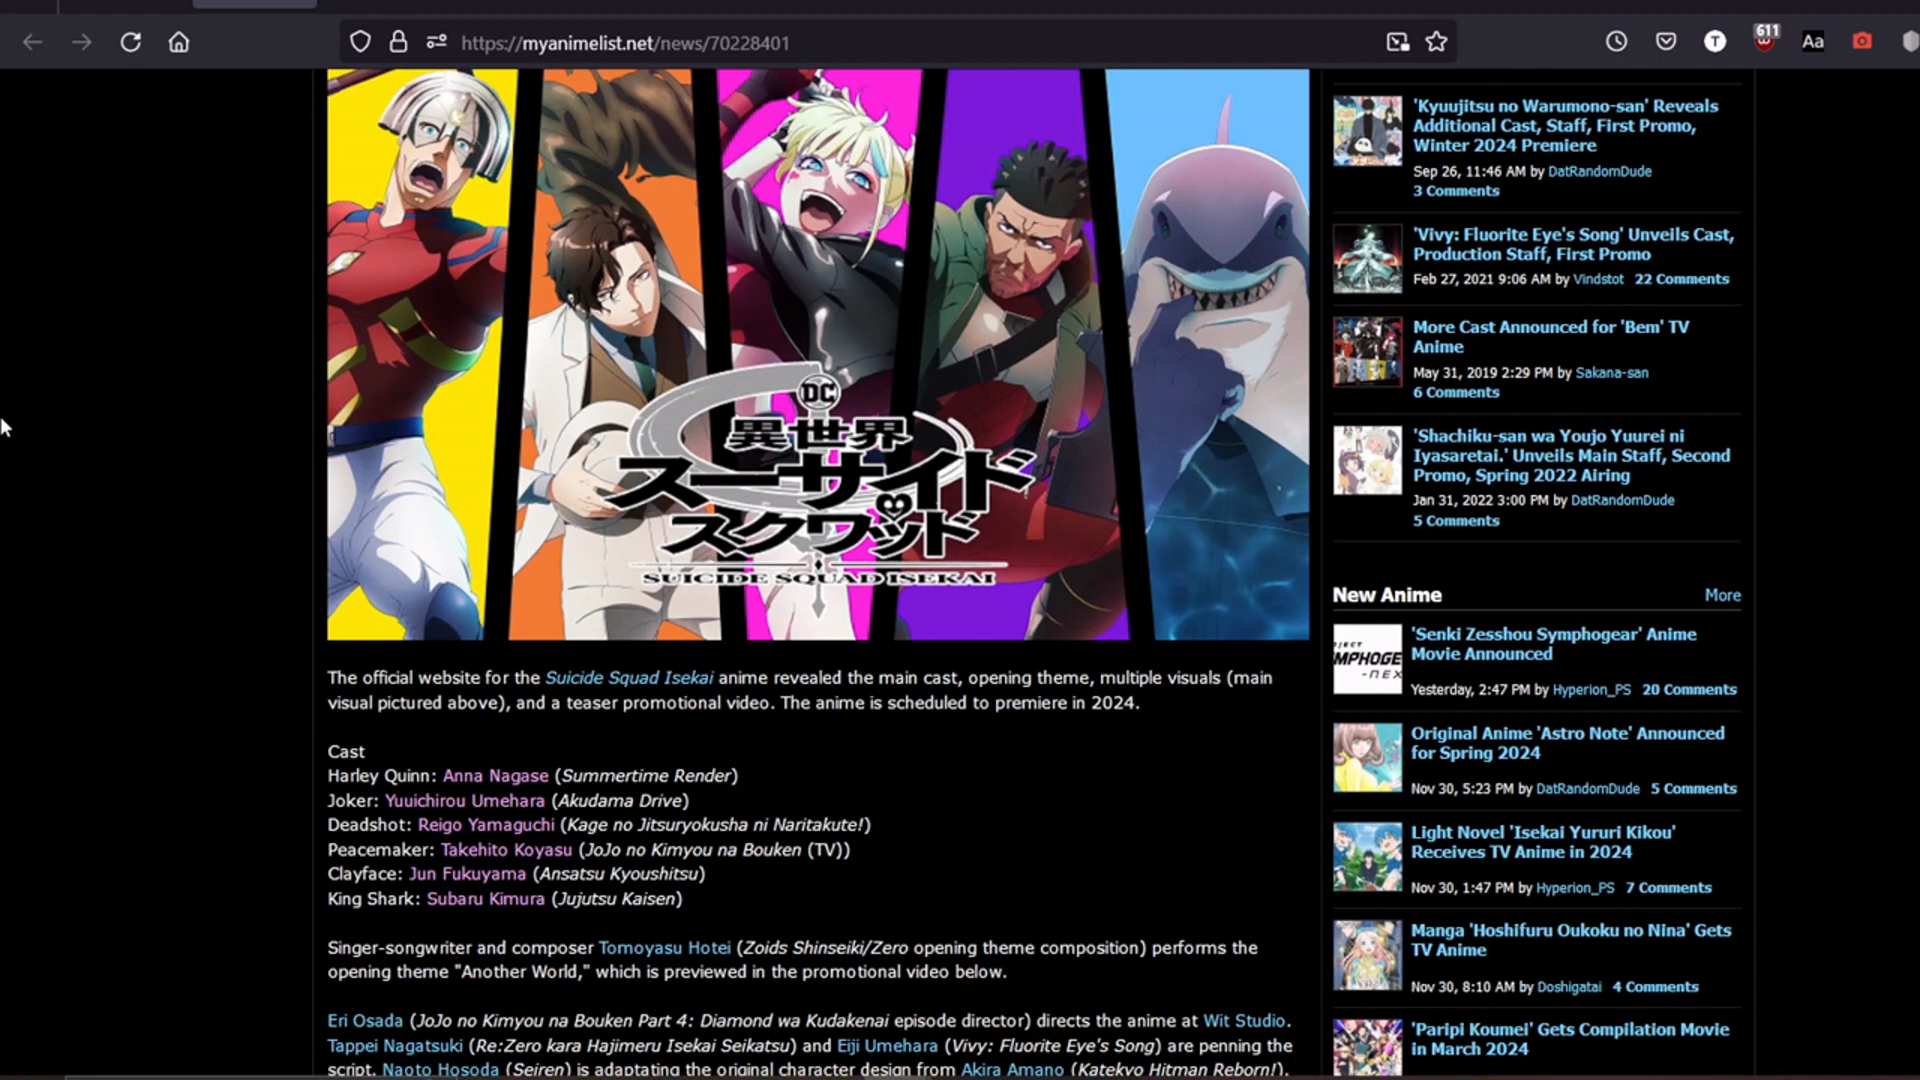 https://myanimelist.net/news/70228401
T
611
Aa
DC
異世界
スーサイド
スクワッド
SUICIDE SQUAD ISEKAI
The official website for the Suicide Squad Isekai anime revealed the main cast, opening theme, multiple visuals (main
visual pictured above), and a teaser promotional video. The anime is scheduled to premiere in 2024.
Cast
Harley Quinn: Anna Nagase (Summertime Render)
Joker: Yuuichirou Umehara (Akudama Drive)
Deadshot: Reigo Yamaguchi (Kage no Jitsuryokusha ni Naritakute!)
Peacemaker: Takehito Koyasu (JoJo no Kimyou na Bouken (TV))
Clayface: Jun Fukuyama (Ansatsu Kyoushitsu)
King Shark: Subaru Kimura (Jujutsu Kaisen)
Singer-songwriter and composer Tomoyasu Hotei (Zoids Shinseiki/Zero opening theme composition) performs the
opening theme "Another World," which is previewed in the promotional video below.
Eri Osada (JoJo no Kimyou na Bouken Part 4: Diamond wa Kudakenai episode director) directs the anime at Wit Studio.
Tappei Nagatsuki (Re:Zero kara Hajimeru Isekai Seikatsu) and Eiji Umehara (Vivy: Fluorite Eye's Song) are penning the
script. Naoto Hosoda (Seiren) is adaptating the original character design from Akira Amano (Katekyo Hitman Reborn!).
'Kyuujitsu no Warumono-san' Reveals
Additional Cast, Staff, First Promo,
Winter 2024 Premiere
Sep 26, 11:46 AM by DatRandomDude
3 Comments
'Vivy: Fluorite Eye's Song' Unveils Cast,
Production Staff, First Promo
Feb 27, 2021 9:06 AM by Vindstot 22 Comments
More Cast Announced for 'Bem' TV
Anime
May 31, 2019 2:29 PM by Sakana-san
6 Comments
'Shachiku-san wa Youjo Yuurei ni
Iyasaretai.' Unveils Main Staff, Second
Promo, Spring 2022 Airing
Jan 31, 2022 3:00 PM by DatRandomDude
5 Comments
New Anime More
JECT
MPHOGE
-NEX
'Senki Zesshou Symphogear' Anime
Movie Announced
Yesterday, 2:47 PM by Hyperion_PS 20 Comments
Original Anime 'Astro Note' Announced
for Spring 2024
Nov 30, 5:23 PM by DatRandomDude 5 Comments
Light Novel 'Isekai Yururi Kikou'
Receives TV Anime in 2024
Nov 30, 1:47 PM by Hyperion_PS 7 Comments
Manga 'Hoshifuru Oukoku no Nina' Gets
TV Anime
Nov 30, 8:10 AM by Doshigatai 4 Comments
'Paripi Koumei' Gets Compilation Movie
in March 2024